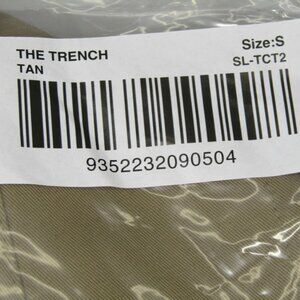 THE TRENCH
TAN
Size:S
SL-TCT2
9352232090504